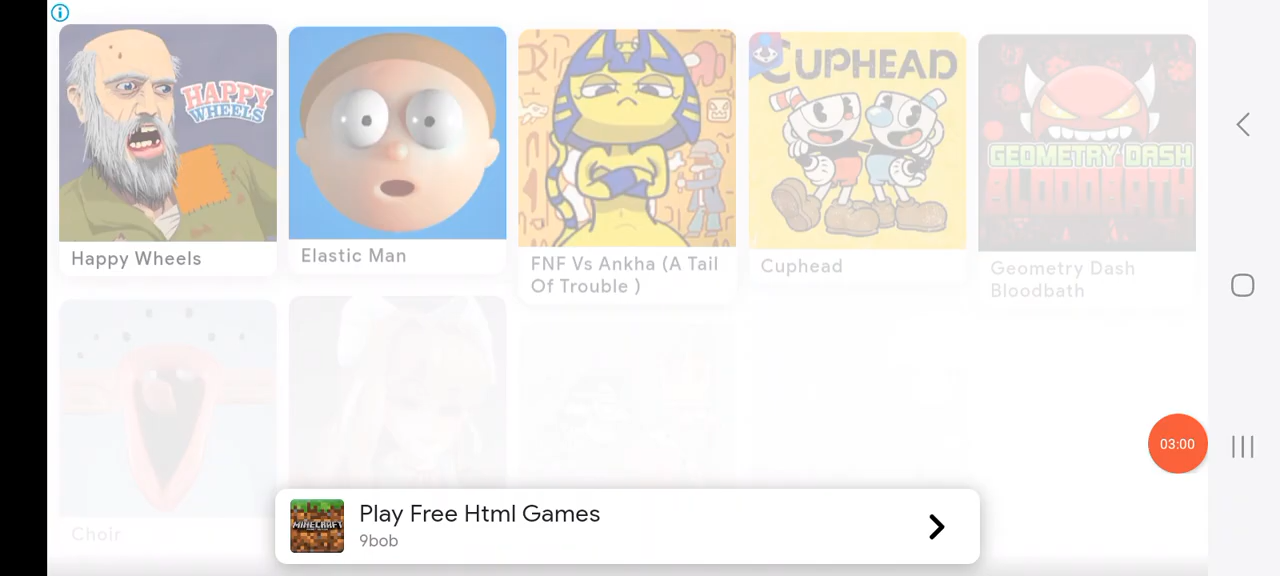 HAPPY
WHEELS
CUPHEAD
GEOMETRY DASH
BLOODBATH
Happy Wheels
Elastic Man
FNF Vs Ankha (A Tail
Of Trouble )
Cuphead
Geometry Dash
Bloodbath
03:00
Choir
MINECRAFT
Play Free Html Games
9bob